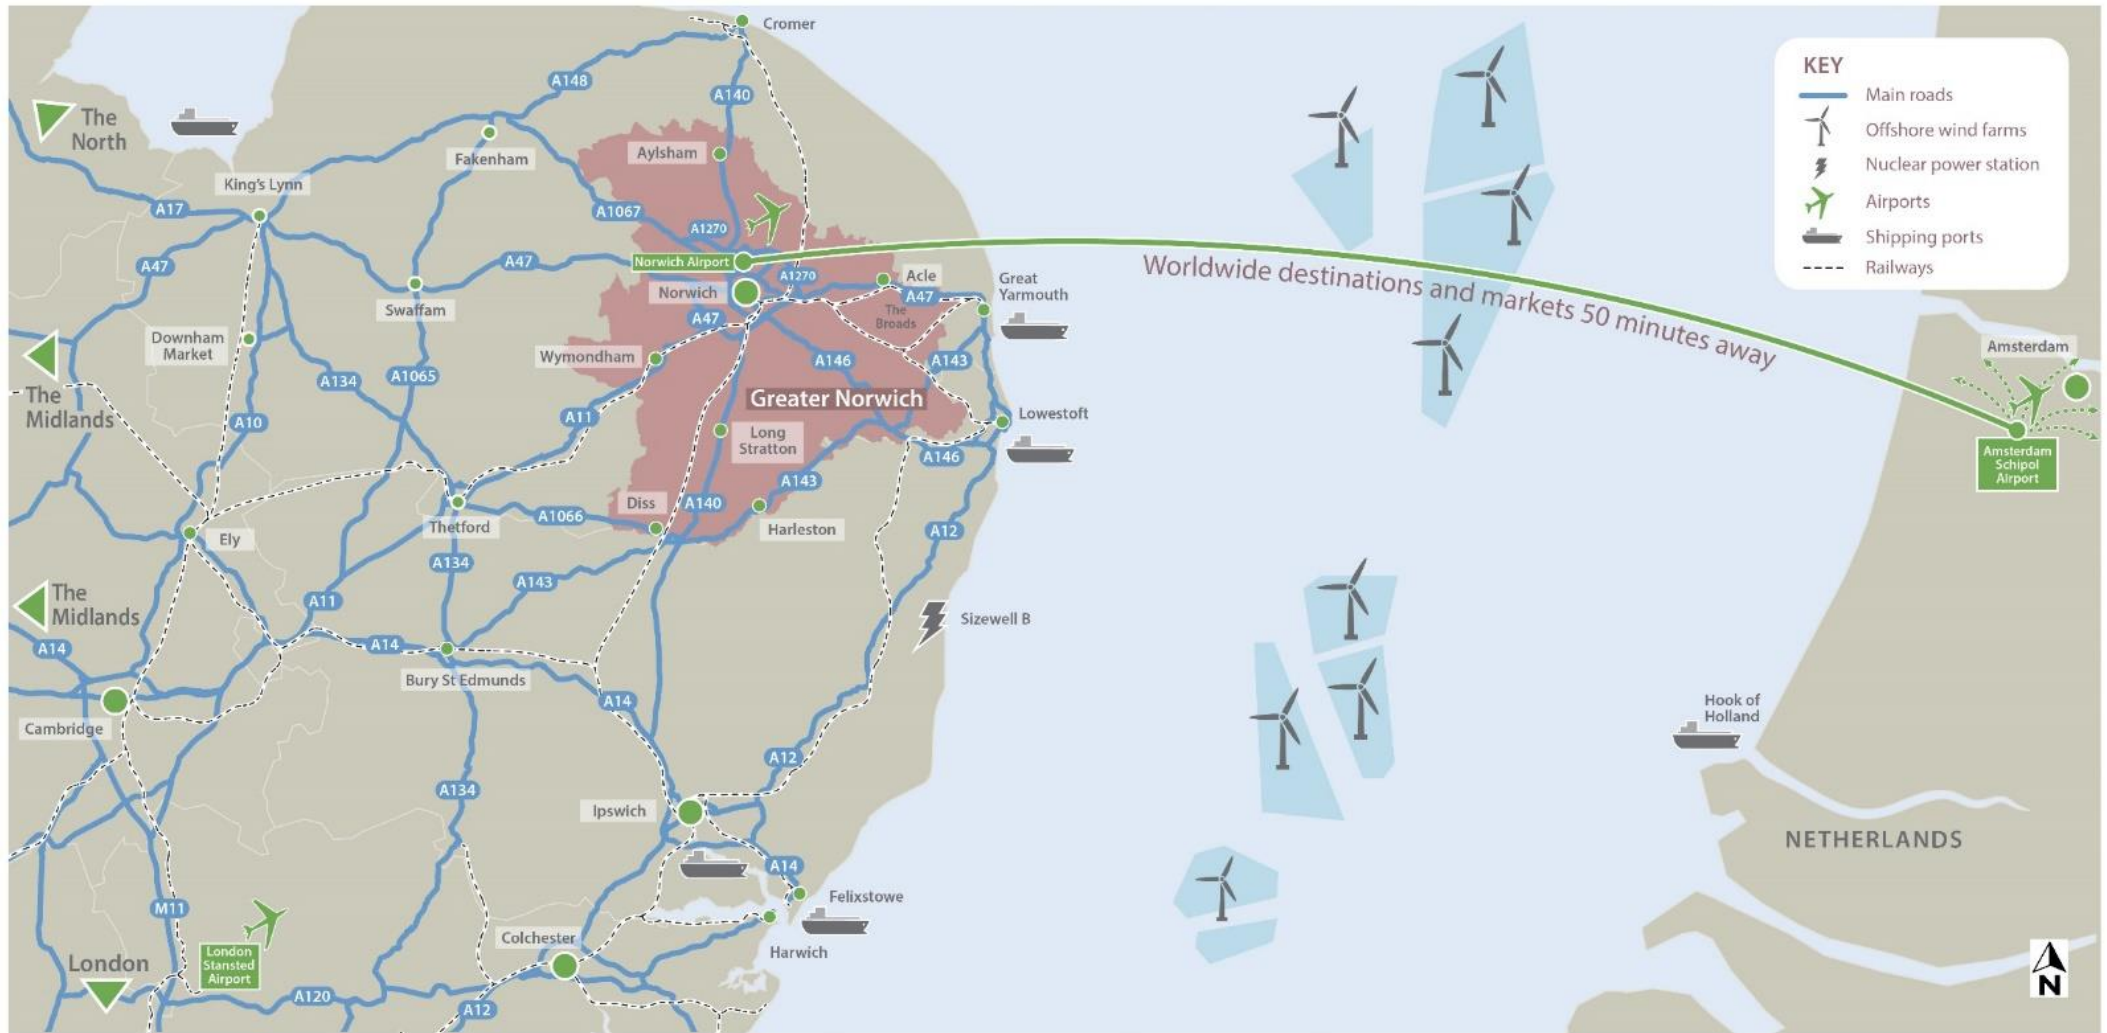 Cromer
KEY
Main roads
Offshore wind farms
Nuclear power station
Airports
Shipping ports
Railways
The
North
A148
A140
Fakenham
Aylsham
King's Lynn
A17
A1067
A1270
A47
A47
Norwich Airport
A1270
Acle
Great
Yarmouth
Worldwide destinations and markets 50 minutes away
Swaffam
Norwich
A47
A47
The
Broads
Downham
Market
Wymondham
A146
A143
Amsterdam
The
Midlands
A134
A1065
A10
A11
Greater Norwich
Lowestoft
Long
Stratton
A146
Amsterdam
Schipol
Airport
A143
Diss
A140
Thetford
A1066
Harleston
A12
Ely
A134
A143
The
Midlands
A11
Sizewell B
A14
A14
Bury St Edmunds
A14
Cambridge
Hook of
Holland
A12
A134
Ipswich
NETHERLANDS
A14
Felixstowe
M11
Colchester
Harwich
London
Stansted
Airport
London
A120
A12
N